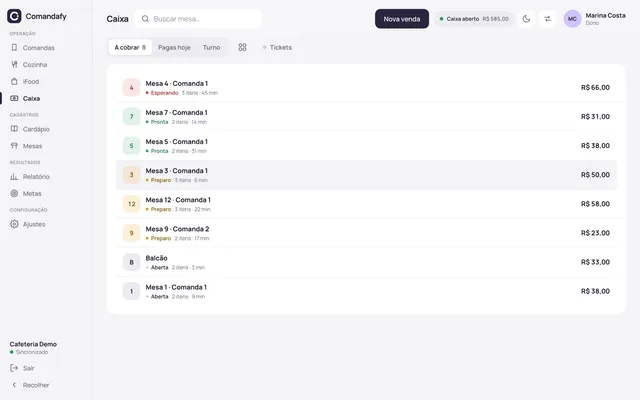 Comandafy
OPERAÇÃO
Comandas
Cozinha
iFood
Caixa
CADASTROS
Cardápio
Mesas
RESULTADOS
Relatório
Metas
CONFIGURAÇÃO
Ajustes
Cafeteria Demo
Sincronizado
Sair
Recolher
Caixa
Buscar mesa...
Nova venda
Caixa aberto R$ 585,00
MC
Marina Costa
Dono
A cobrar 8
Pagas hoje
Turno
Tickets
4
Mesa 4 · Comanda 1
Esperando 3 itens · 45 min
R$ 66,00
7
Mesa 7 · Comanda 1
Pronta 2 itens · 14 min
R$ 31,00
5
Mesa 5 · Comanda 1
Pronta 2 itens · 31 min
R$ 38,00
3
Mesa 3 · Comanda 1
Preparo 3 itens · 6 min
R$ 50,00
12
Mesa 12 · Comanda 1
Preparo 3 itens · 22 min
R$ 58,00
9
Mesa 9 · Comanda 2
Preparo 2 itens · 17 min
R$ 23,00
B
Balcão
Aberta 2 itens · 3 min
R$ 33,00
1
Mesa 1 · Comanda 1
Aberta 2 itens · 9 min
R$ 38,00